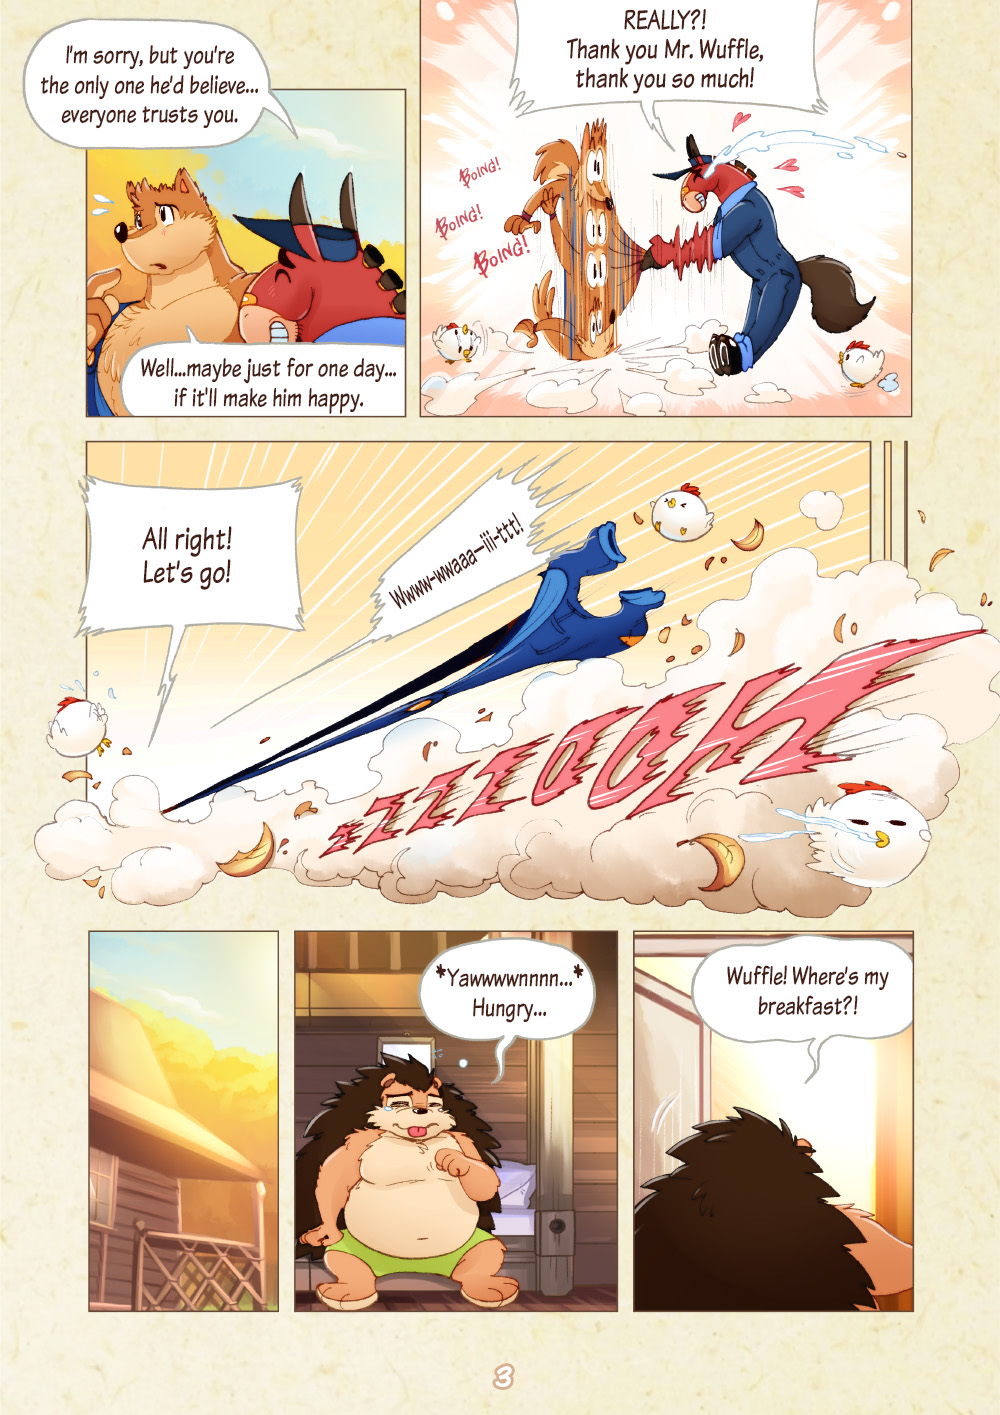 I'm sorry, but you're
the only one he'd believe...
everyone trusts you.
Well...maybe just for one day...
if it'll make him happy.
REALLY?!
Thank you Mr. Wuffle,
thank you so much!
BOING!
BOING!
BOING!
All right!
Let's go!
Wwww-wwaaa--iii-ttt!
ZZZOOOM
*Yawwwwnnnn...*
Hungry...
Wuffle! Where's my
breakfast?!
3